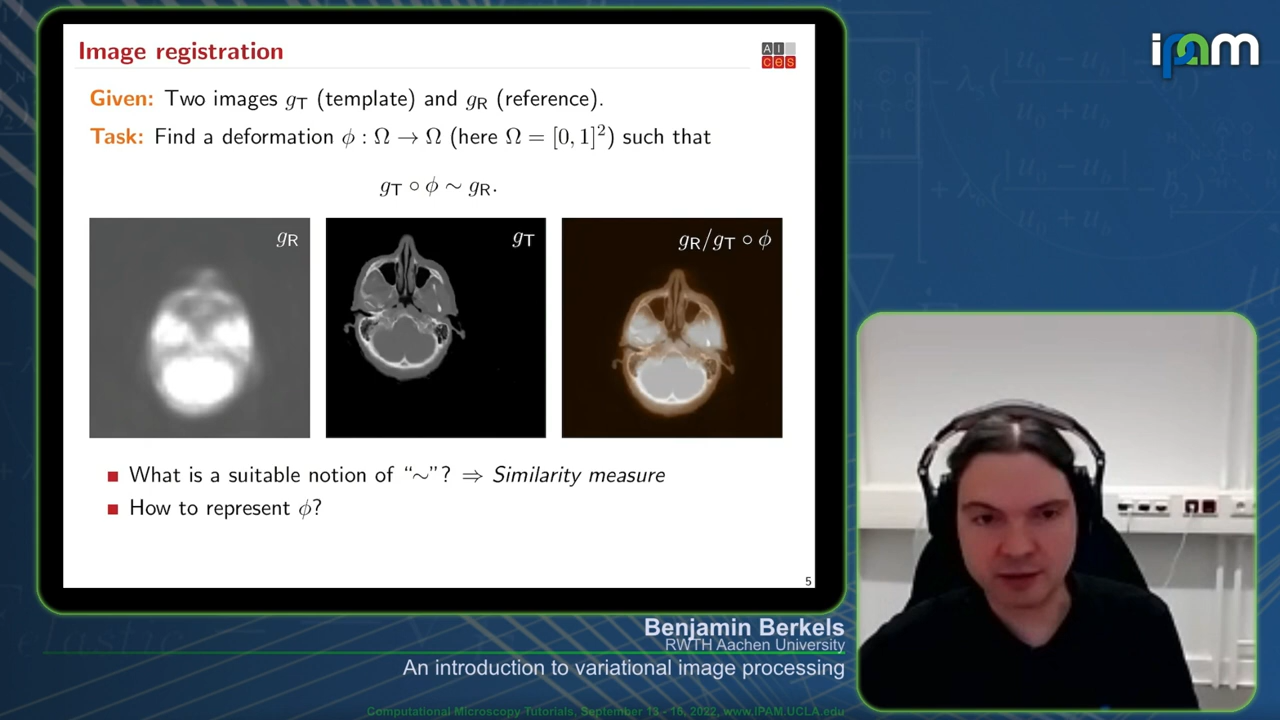 Image registration
AICES
Given: Two images g_T (template) and g_R (reference).
Task: Find a deformation ϕ : Ω → Ω (here Ω = [0, 1]²) such that
g_T ∘ ϕ ∼ g_R.
g_R
g_T
g_R/g_T ∘ ϕ
■ What is a suitable notion of “∼”? ⇒ Similarity measure
■ How to represent ϕ?
5
ipam
Benjamin Berkels
RWTH Aachen University
An introduction to variational image processing
Computational Microscopy Tutorials, September 13 - 16, 2022, www.IPAM.UCLA.edu